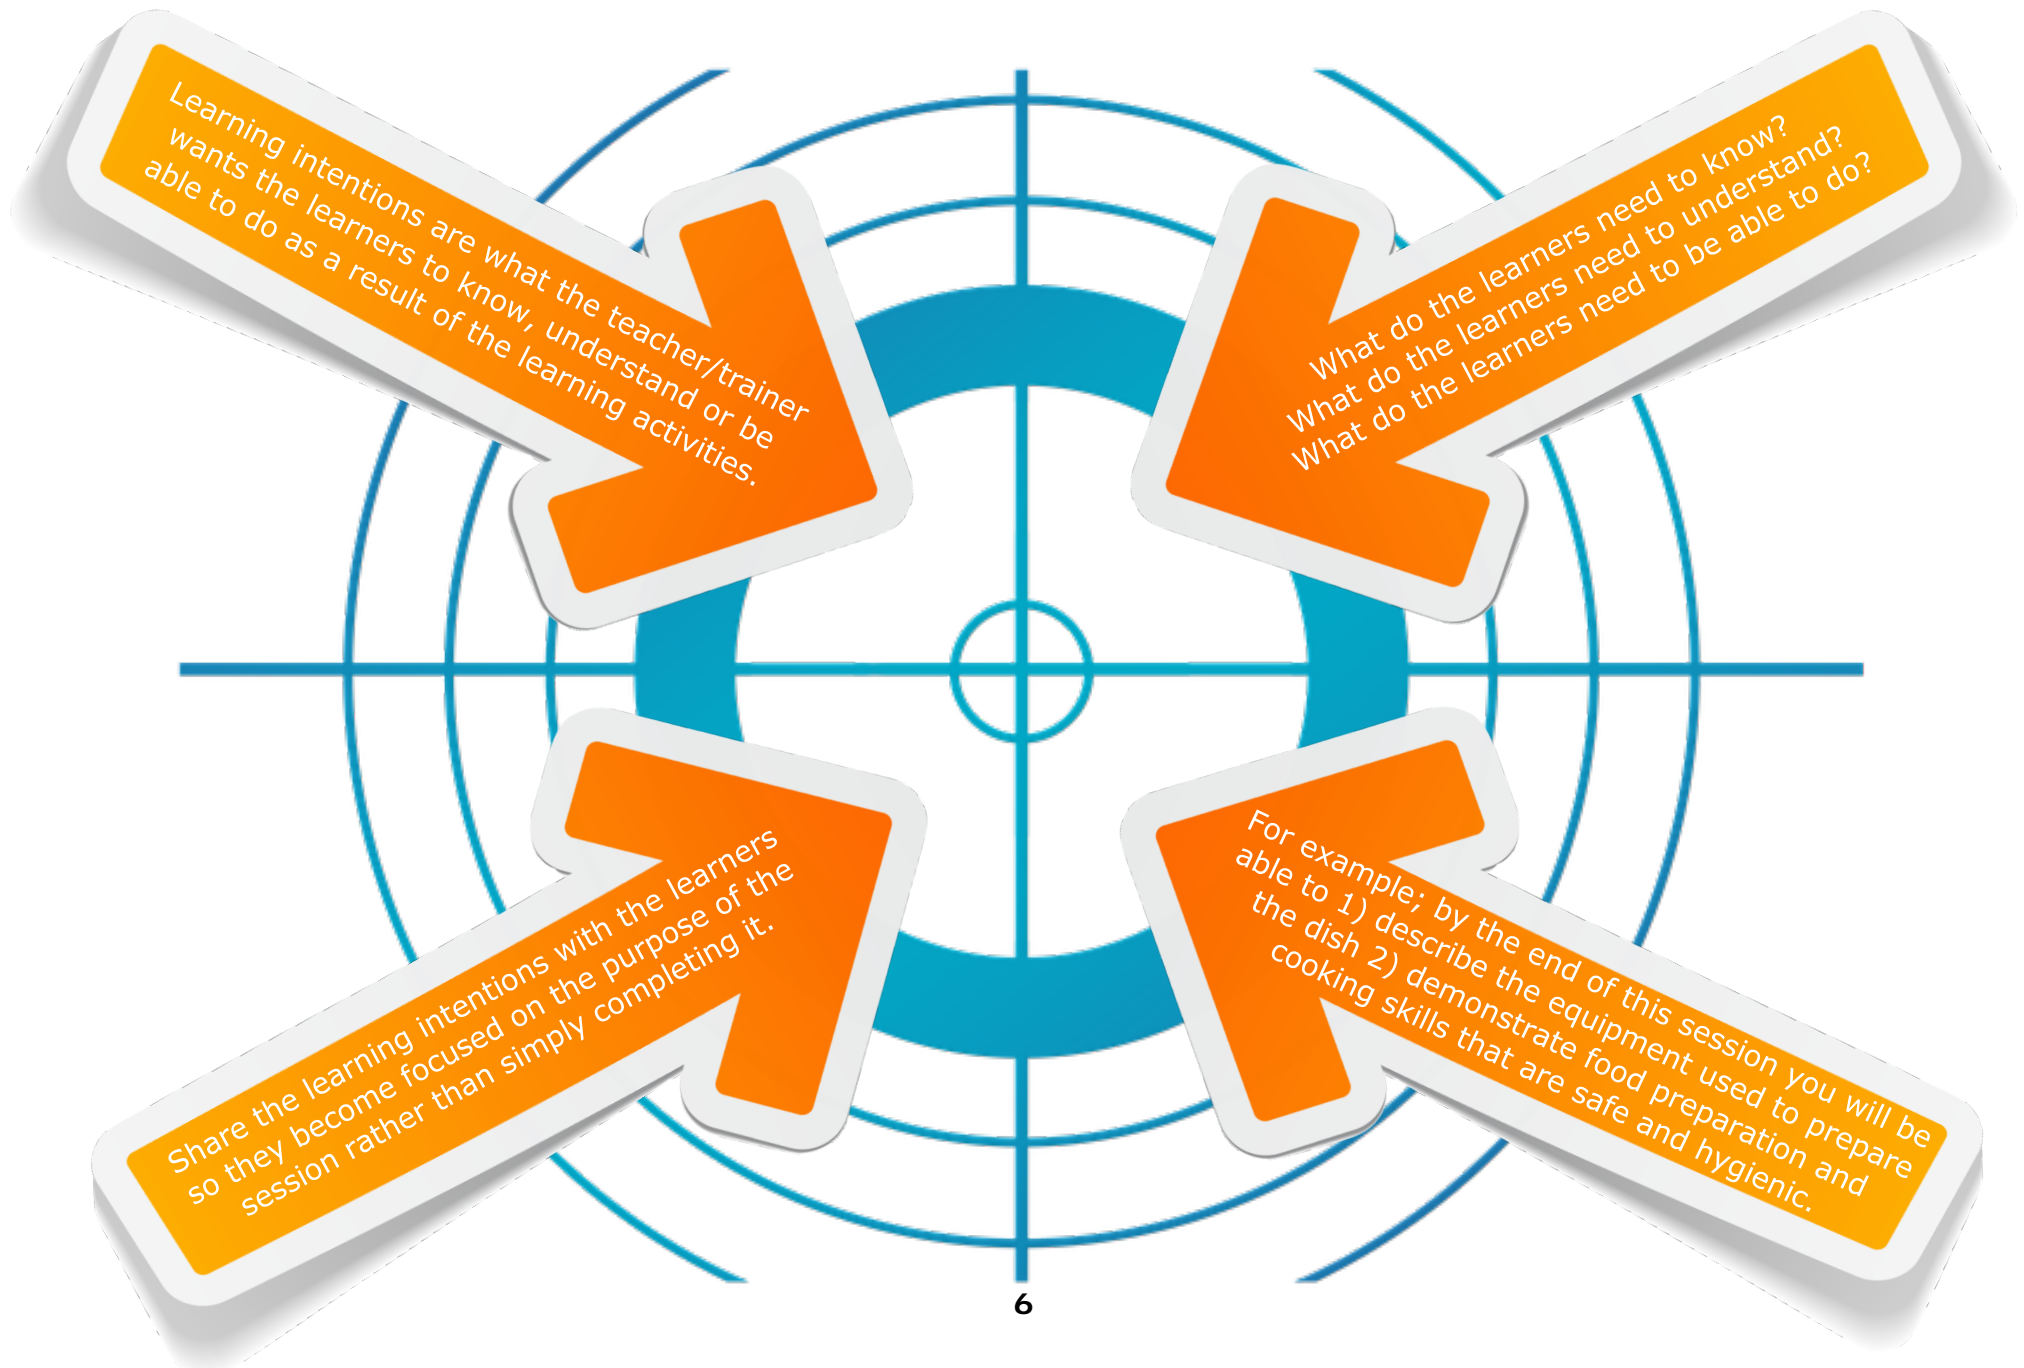 Learning intentions are what the teacher/trainer
wants the learners to know, understand or be
able to do as a result of the learning activities.
What do the learners need to know?
What do the learners need to understand?
What do the learners need to be able to do?
Share the learning intentions with the learners
so they become focused on the purpose of the
session rather than simply completing it.
For example; by the end of this session you will be
able to 1) describe the equipment used to prepare
the dish 2) demonstrate food preparation and
cooking skills that are safe and hygienic.
6